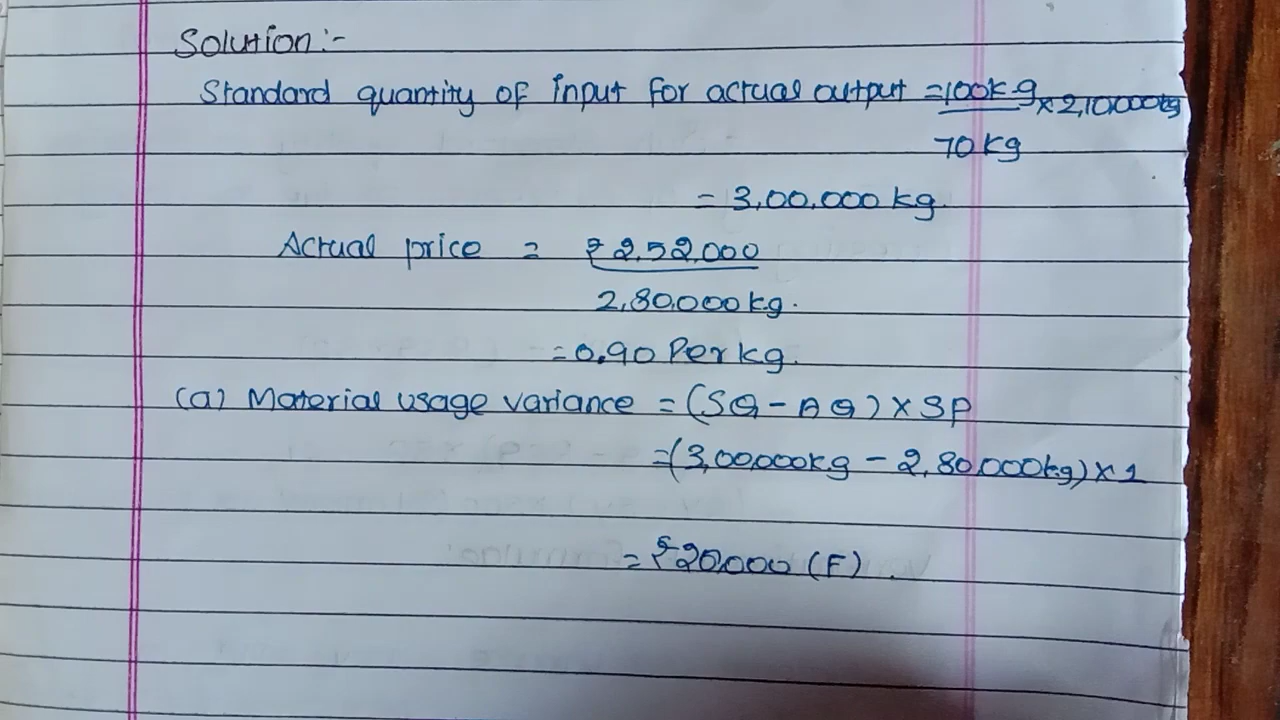 Solution:-
Standard quantity of input for actual output = 100kg × 2,10,000kg
70 kg
= 3,00,000 kg.
Actual price = ₹ 2,52,000
2,80,000 kg.
= 0.90 Per kg.
(a) Material usage variance = (SQ - AQ) × SP
= (3,00,000kg - 2,80,000kg) × 1
= ₹20,000 (F).